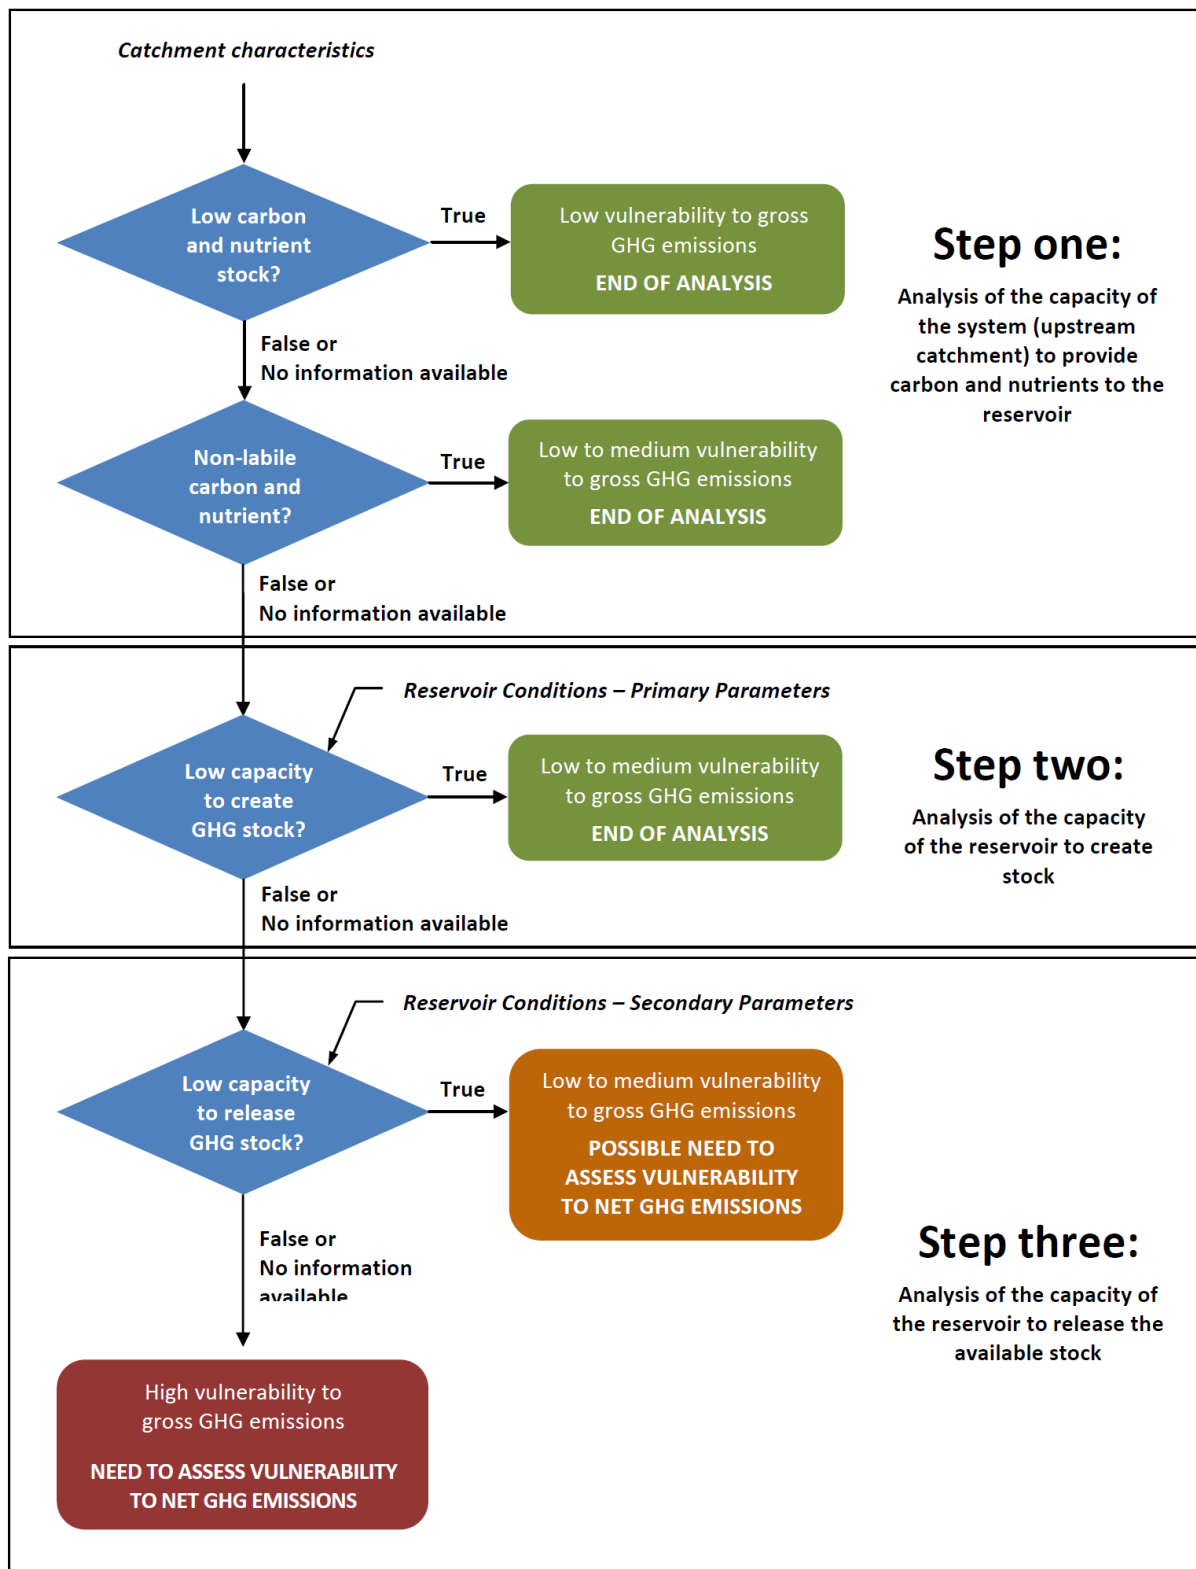 Catchment characteristics
Low carbon
and nutrient
stock?
True
Low vulnerability to gross
GHG emissions
END OF ANALYSIS
Step one:
Analysis of the capacity of
the system (upstream
catchment) to provide
carbon and nutrients to the
reservoir
False or
No information available
Non-labile
carbon and
nutrient?
True
Low to medium vulnerability
to gross GHG emissions
END OF ANALYSIS
False or
No information available
Reservoir Conditions – Primary Parameters
Low capacity
to create
GHG stock?
True
Low to medium vulnerability
to gross GHG emissions
END OF ANALYSIS
Step two:
Analysis of the capacity
of the reservoir to create
stock
False or
No information available
Reservoir Conditions – Secondary Parameters
Low capacity
to release
GHG stock?
True
Low to medium vulnerability
to gross GHG emissions
POSSIBLE NEED TO
ASSESS VULNERABILITY
TO NET GHG EMISSIONS
False or
No information
available
Step three:
Analysis of the capacity of
the reservoir to release the
available stock
High vulnerability to
gross GHG emissions
NEED TO ASSESS VULNERABILITY
TO NET GHG EMISSIONS